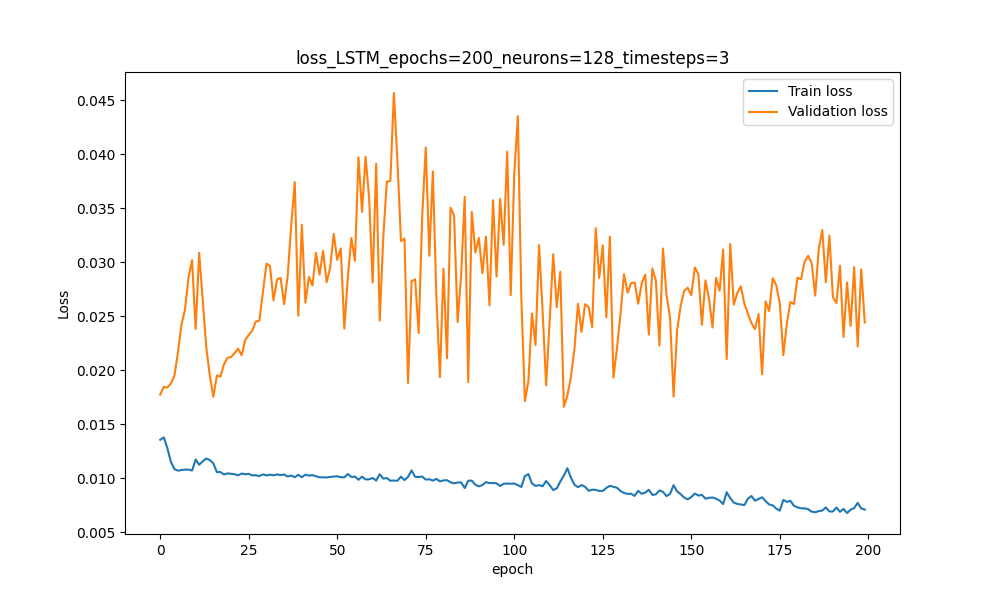 loss_LSTM_epochs=200_neurons=128_timesteps=3
Train loss
Validation loss
0.045
0.040
0.035
0.030
0.025
0.020
0.015
0.010
0.005
Loss
0 25 50 75 100 125 150 175 200
epoch